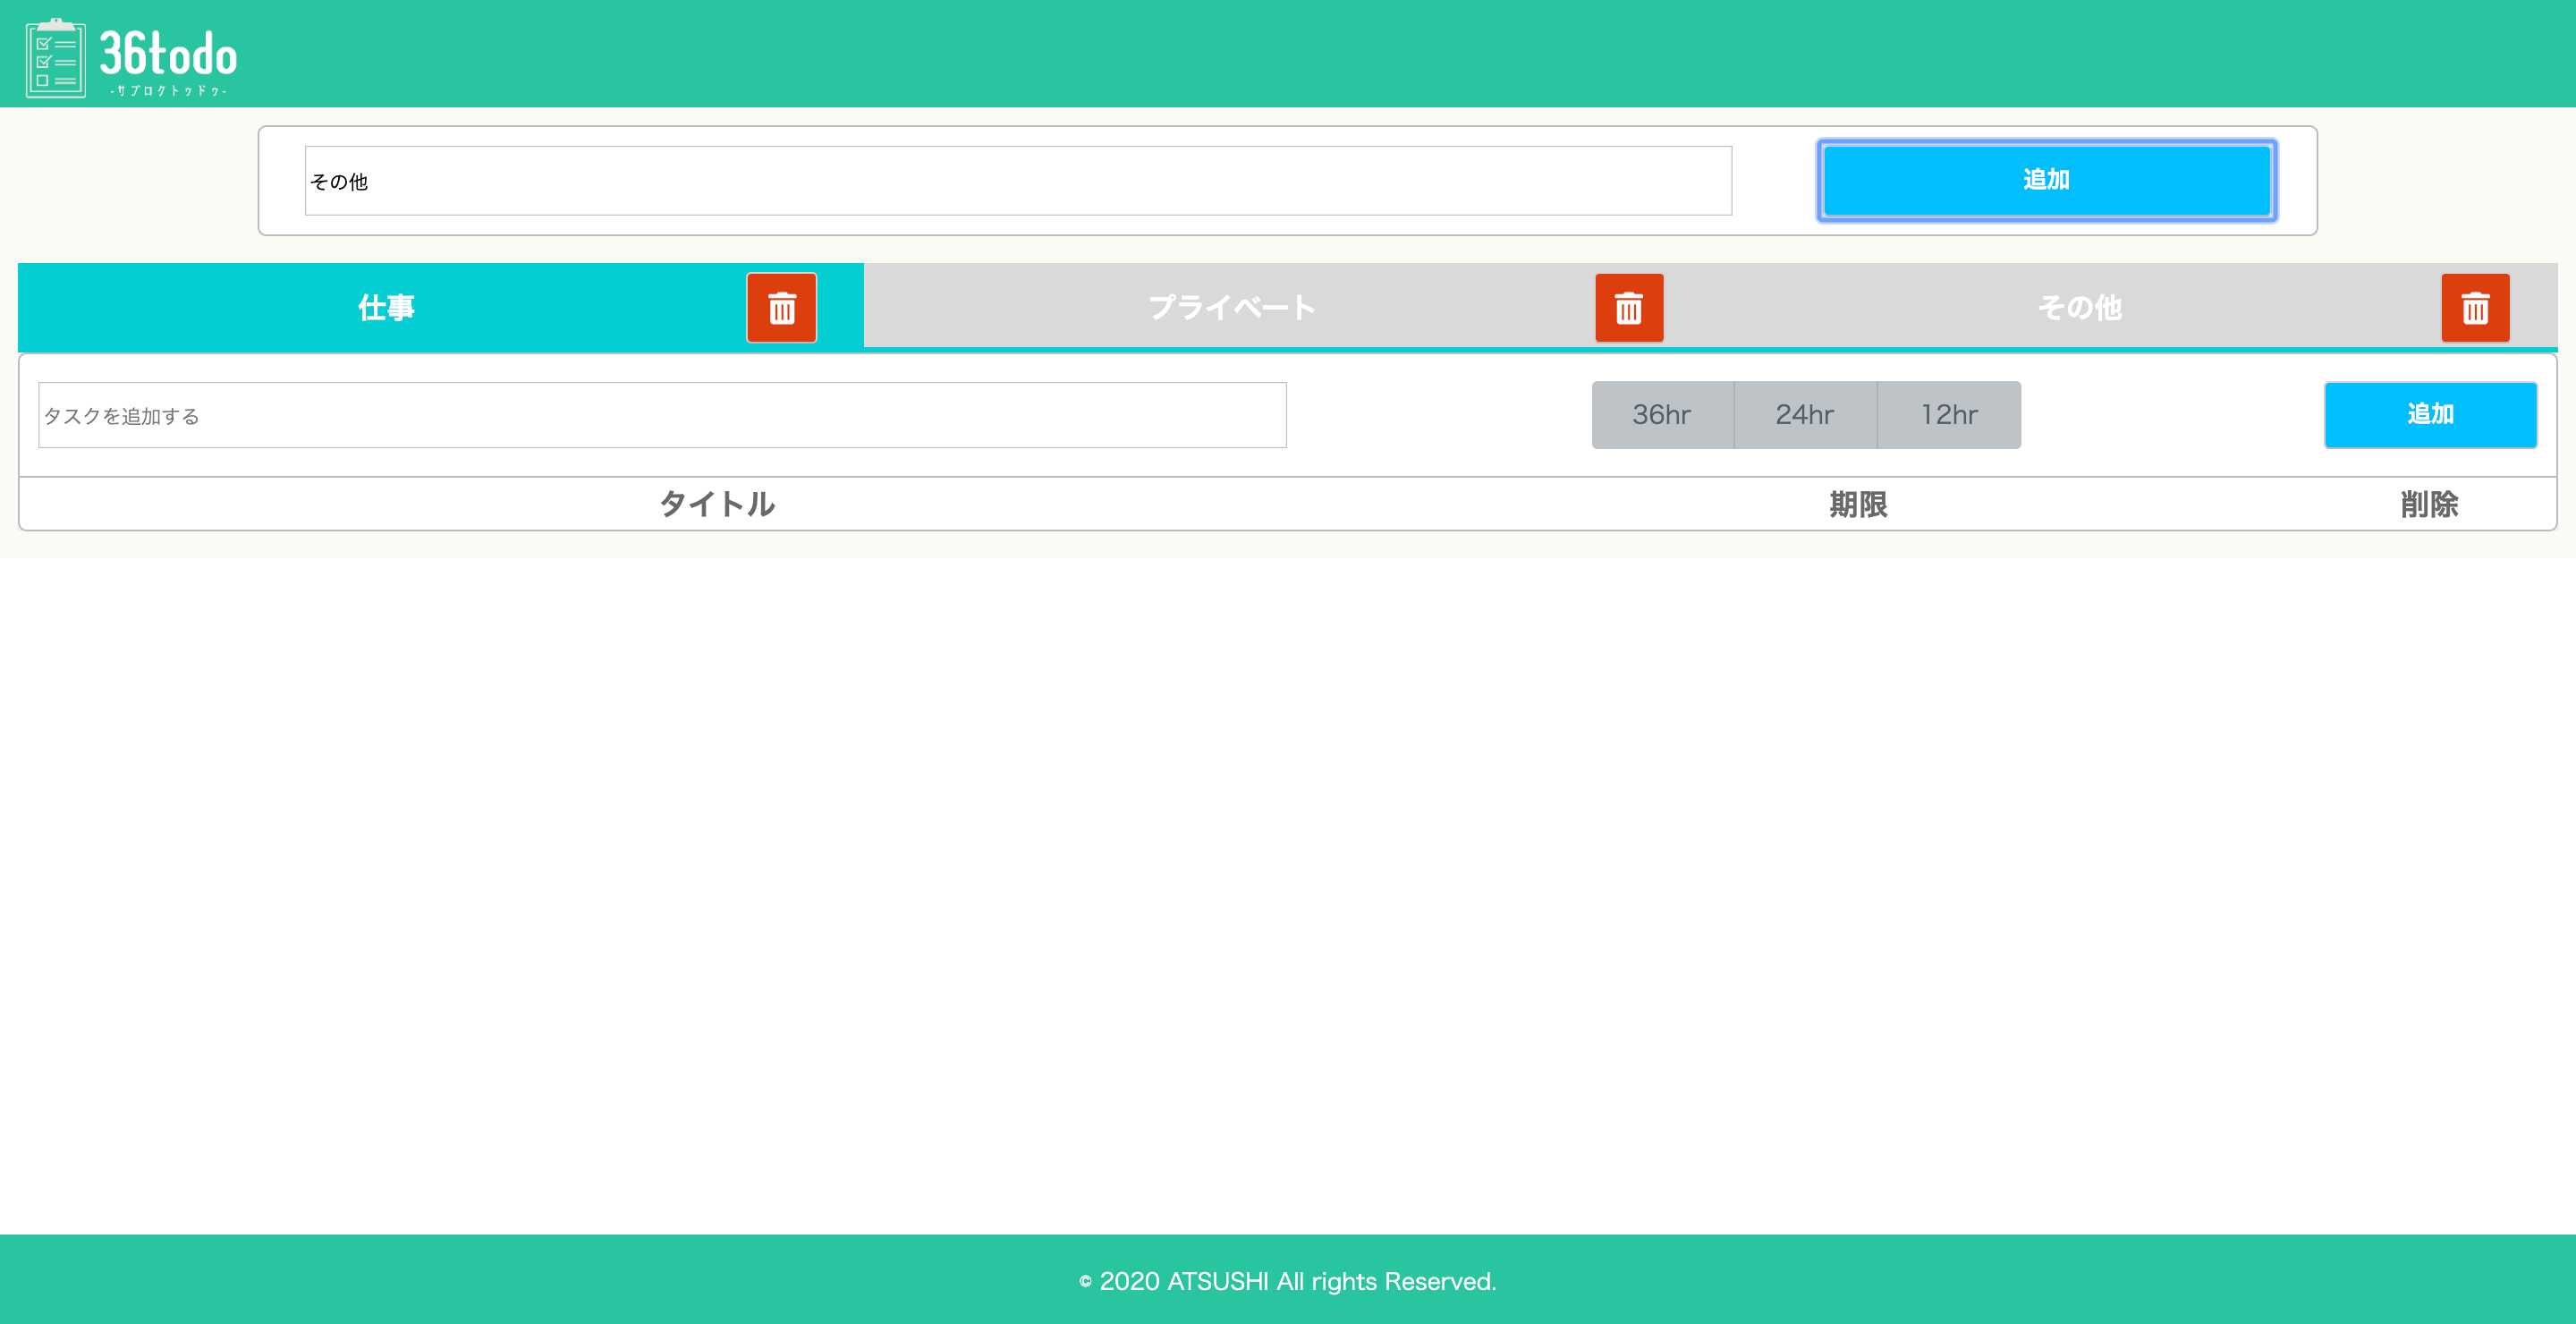 36todo
-サブロクトゥドゥ-
その他
追加
仕事
プライベート
その他
タスクを追加する
36hr
24hr
12hr
追加
タイトル
期限
削除
© 2020 ATSUSHI All rights Reserved.